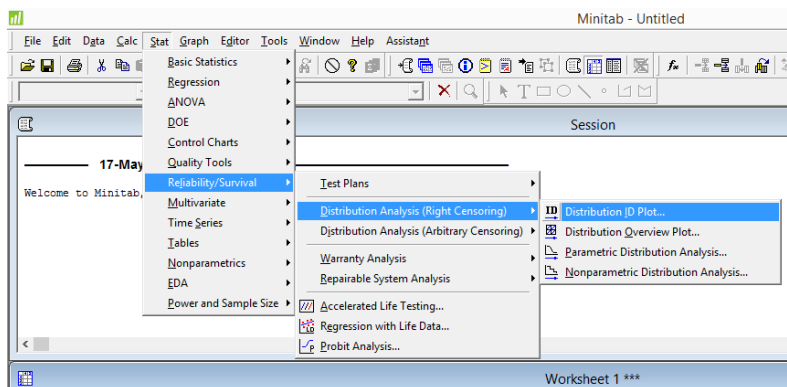 Minitab - Untitled
File Edit Data Calc Stat Graph Editor Tools Window Help Assistant
Session
17-May
Welcome to Minitab,
Basic Statistics
Regression
ANOVA
DOE
Control Charts
Quality Tools
Reliability/Survival
Multivariate
Time Series
Tables
Nonparametrics
EDA
Power and Sample Size
Test Plans
Distribution Analysis (Right Censoring)
Distribution Analysis (Arbitrary Censoring)
Warranty Analysis
Repairable System Analysis
Accelerated Life Testing...
Regression with Life Data...
Probit Analysis...
ID Distribution ID Plot...
Distribution Overview Plot...
Parametric Distribution Analysis...
Nonparametric Distribution Analysis...
Worksheet 1 ***